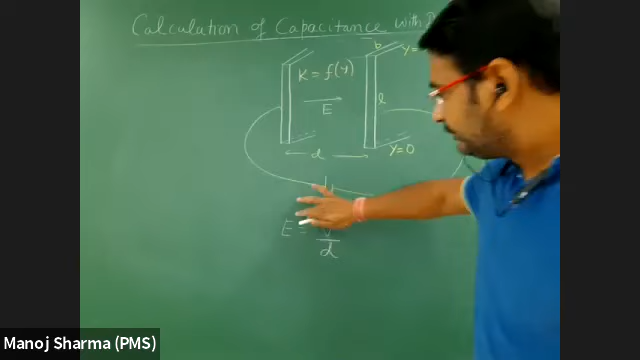 Calculation of Capacitance with
b
K = f(y)
y=
E
l
d
y=0
E = V/d
Manoj Sharma (PMS)